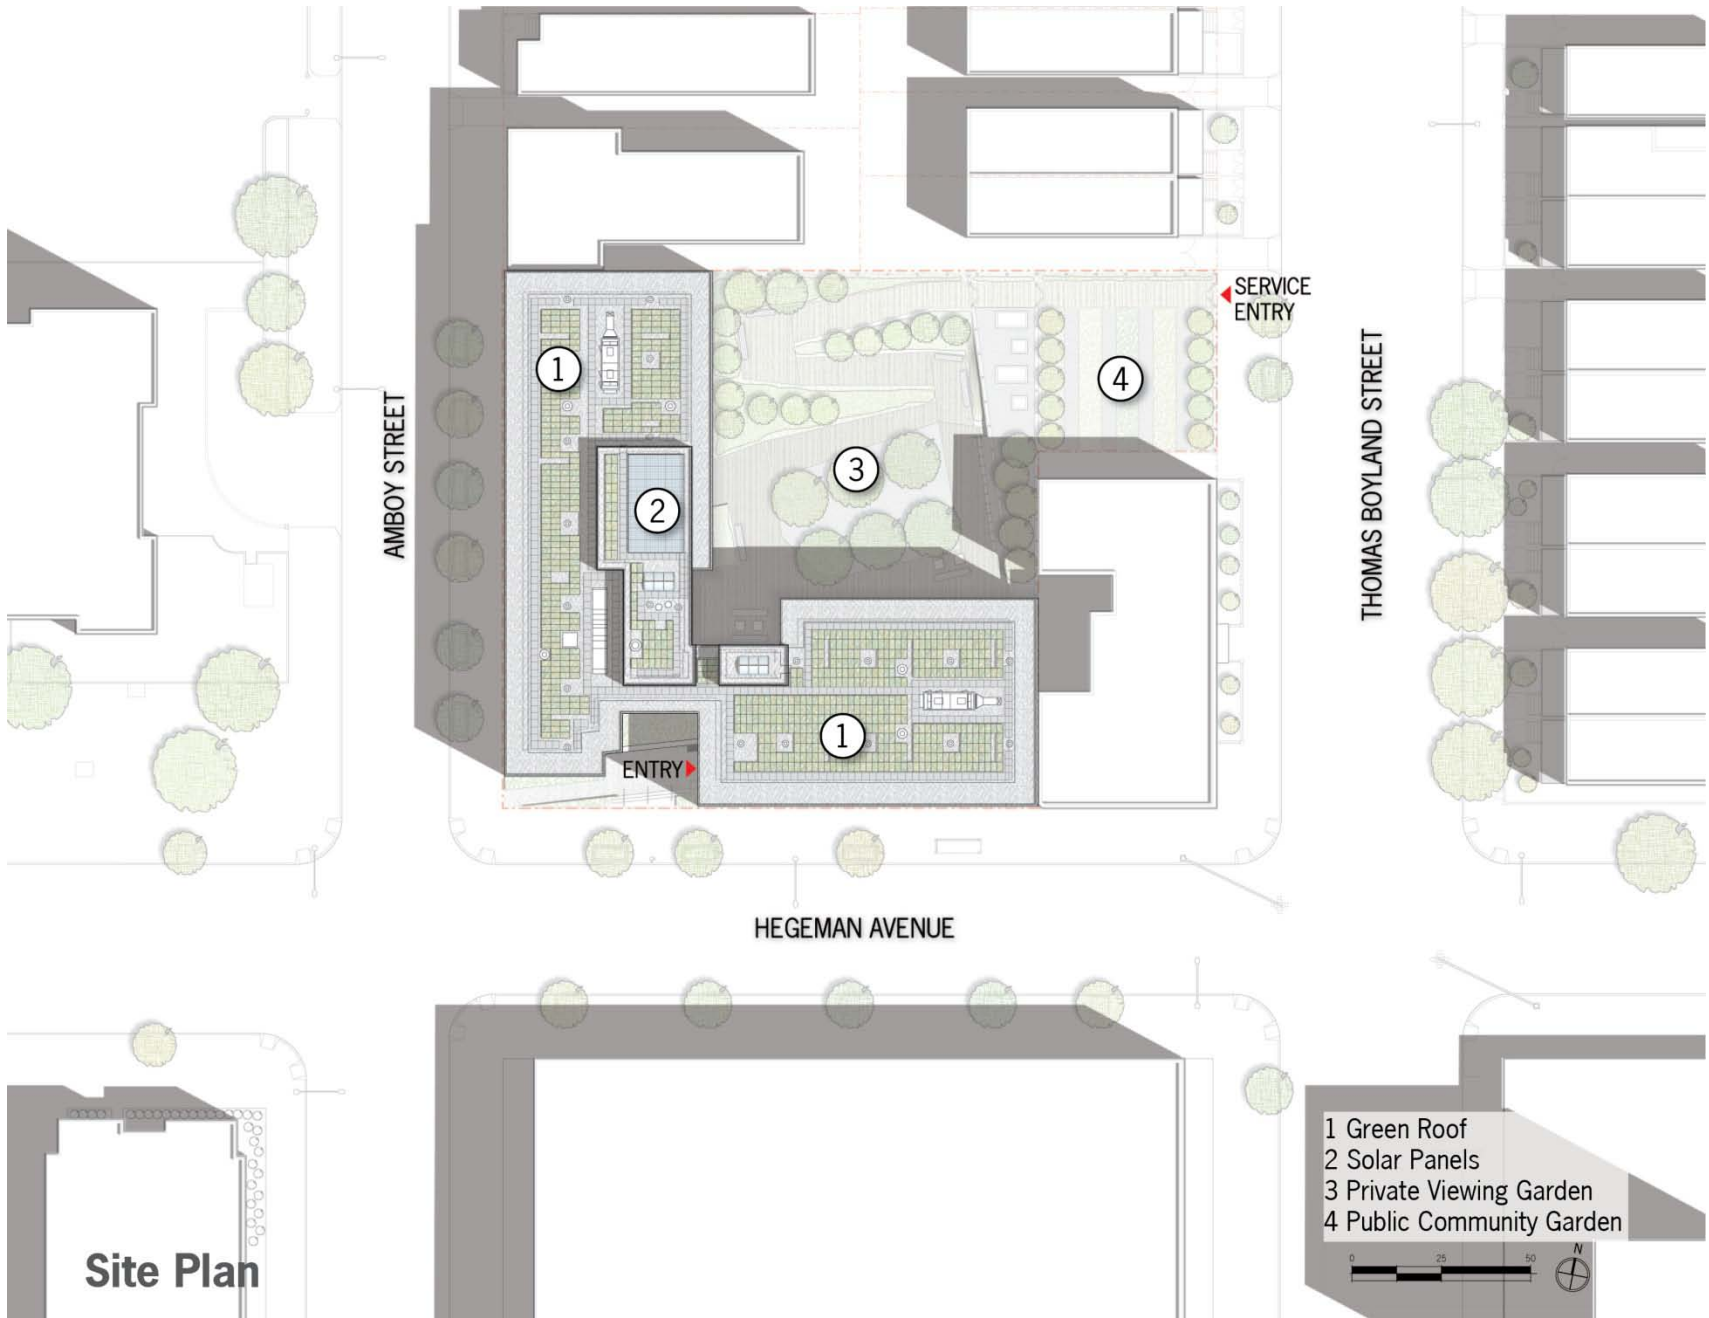 SERVICE
ENTRY
1
4
AMBOY STREET
THOMAS BOYLAND STREET
3
2
1
ENTRY
HEGEMAN AVENUE
1 Green Roof
2 Solar Panels
3 Private Viewing Garden
4 Public Community Garden
N
0 25 50
Site Plan